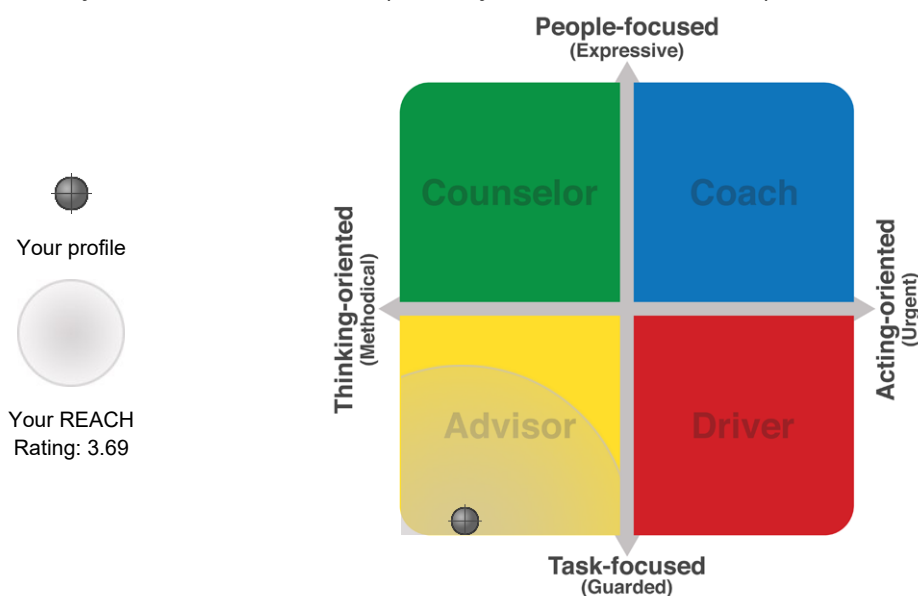 People-focused
(Expressive)
Counselor
Coach
Your profile
Thinking-oriented
(Methodical)
Acting-oriented
(Urgent)
Your REACH
Rating: 3.69
Advisor
Driver
Task-focused
(Guarded)